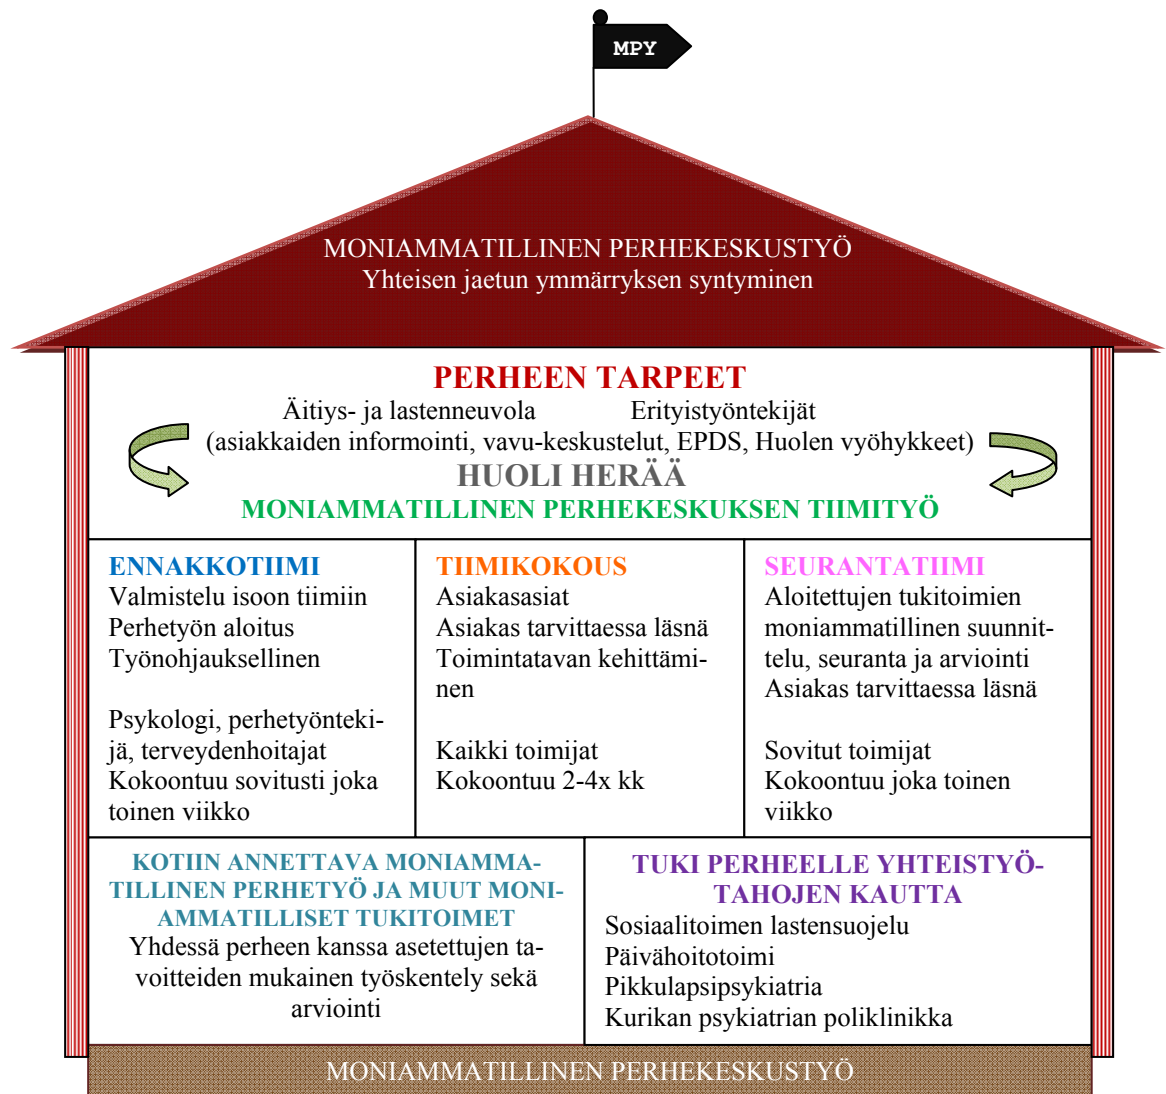 MPY
MONIAMMATILLINEN PERHEKESKUSTYÖ
Yhteisen jaetun ymmärryksen syntyminen
PERHEEN TARPEET
Äitiys- ja lastenneuvola Erityistyöntekijät
(asiakkaiden informointi, vavu-keskustelut, EPDS, Huolen vyöhykkeet)
HUOLI HERÄÄ
MONIAMMATILLINEN PERHEKESKUKSEN TIIMITYÖ
ENNAKKOTIIMI
Valmistelu isoon tiimiin
Perhetyön aloitus
Työnohjauksellinen
Psykologi, perhetyönteki-
jä, terveydenhoitajat
Kokoontuu sovitusti joka
toinen viikko
TIIMIKOKOUS
Asiakasasiat
Asiakas tarvittaessa läsnä
Toimintatavan kehittämi-
nen
Kaikki toimijat
Kokoontuu 2-4x kk
SEURANTATIIMI
Aloitettujen tukitoimien
moniammatillinen suunnit-
telu, seuranta ja arviointi
Asiakas tarvittaessa läsnä
Sovitut toimijat
Kokoontuu joka toinen
viikko
KOTIIN ANNETTAVA MONIAMMA-
TILLINEN PERHETYÖ JA MUUT MONI-
AMMATILLISET TUKITOIMET
Yhdessä perheen kanssa asetettujen ta-
voitteiden mukainen työskentely sekä
arviointi
TUKI PERHEELLE YHTEISTYÖ-
TAHOJEN KAUTTA
Sosiaalitoimen lastensuojelu
Päivähoitotoimi
Pikkulapsipsykiatria
Kurikan psykiatrian poliklinikka
MONIAMMATILLINEN PERHEKESKUSTYÖ